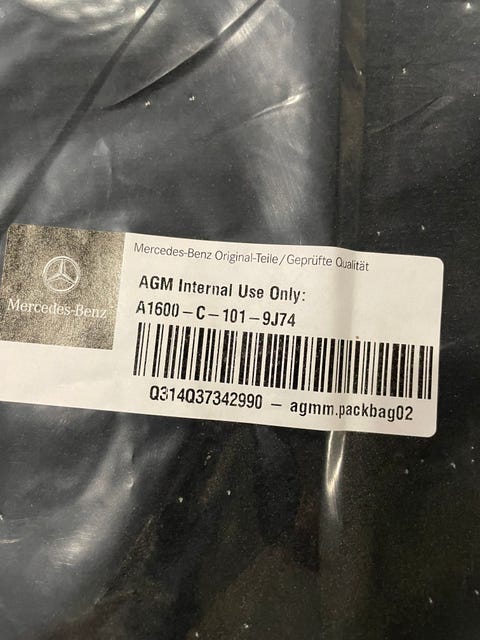 Mercedes-Benz
Mercedes-Benz Original-Teile/Geprüfte Qualität
AGM Internal Use Only:
A1600-C-101-9J74
Q314Q37342990 - agmm.packbag02